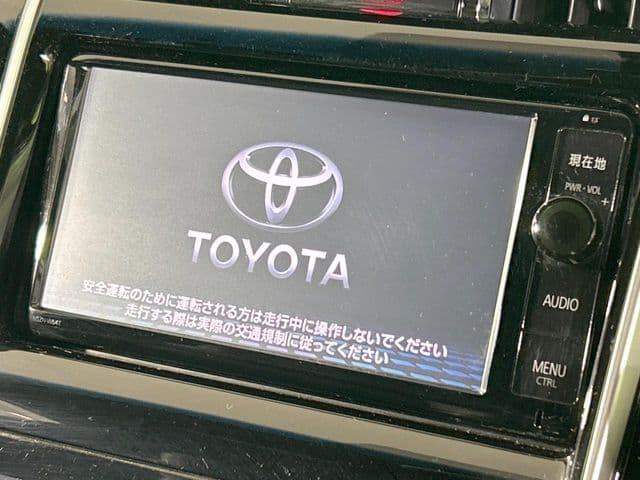 現在地
PWR・VOL
+
TOYOTA
AUDIO
安全運転のために運転される方は走行中に操作しないでください
走行する際は実際の交通規制に従ってください
MENU
CTRL